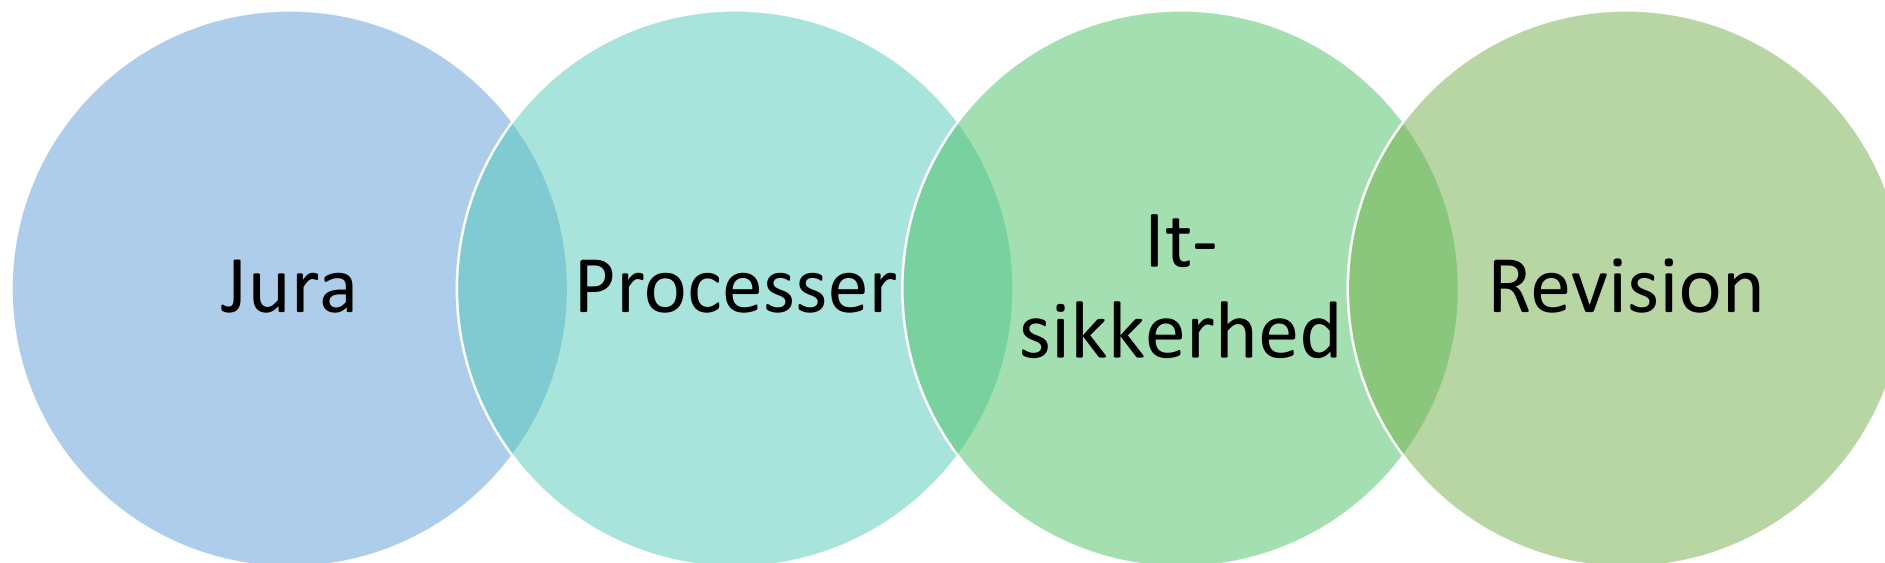 Jura
Processer
It-
sikkerhed
Revision